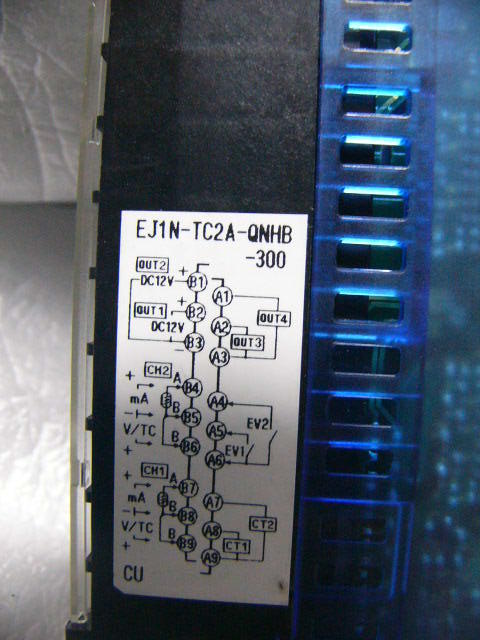 EJ1N-TC2A-QNHB
-300
OUT2 +
DC12V B1 A1
+
OUT1 B2 A2 OUT4
DC12V OUT3
B3 A3
−
CH2 A B4 A4
+
mA
− B B5 A5 EV2
V/TC EV1
+ B B6 A6
CH1 A B7 A7
+
mA
− B B8 A8 CT2
V/TC CT1
+ B B9 A9
CU